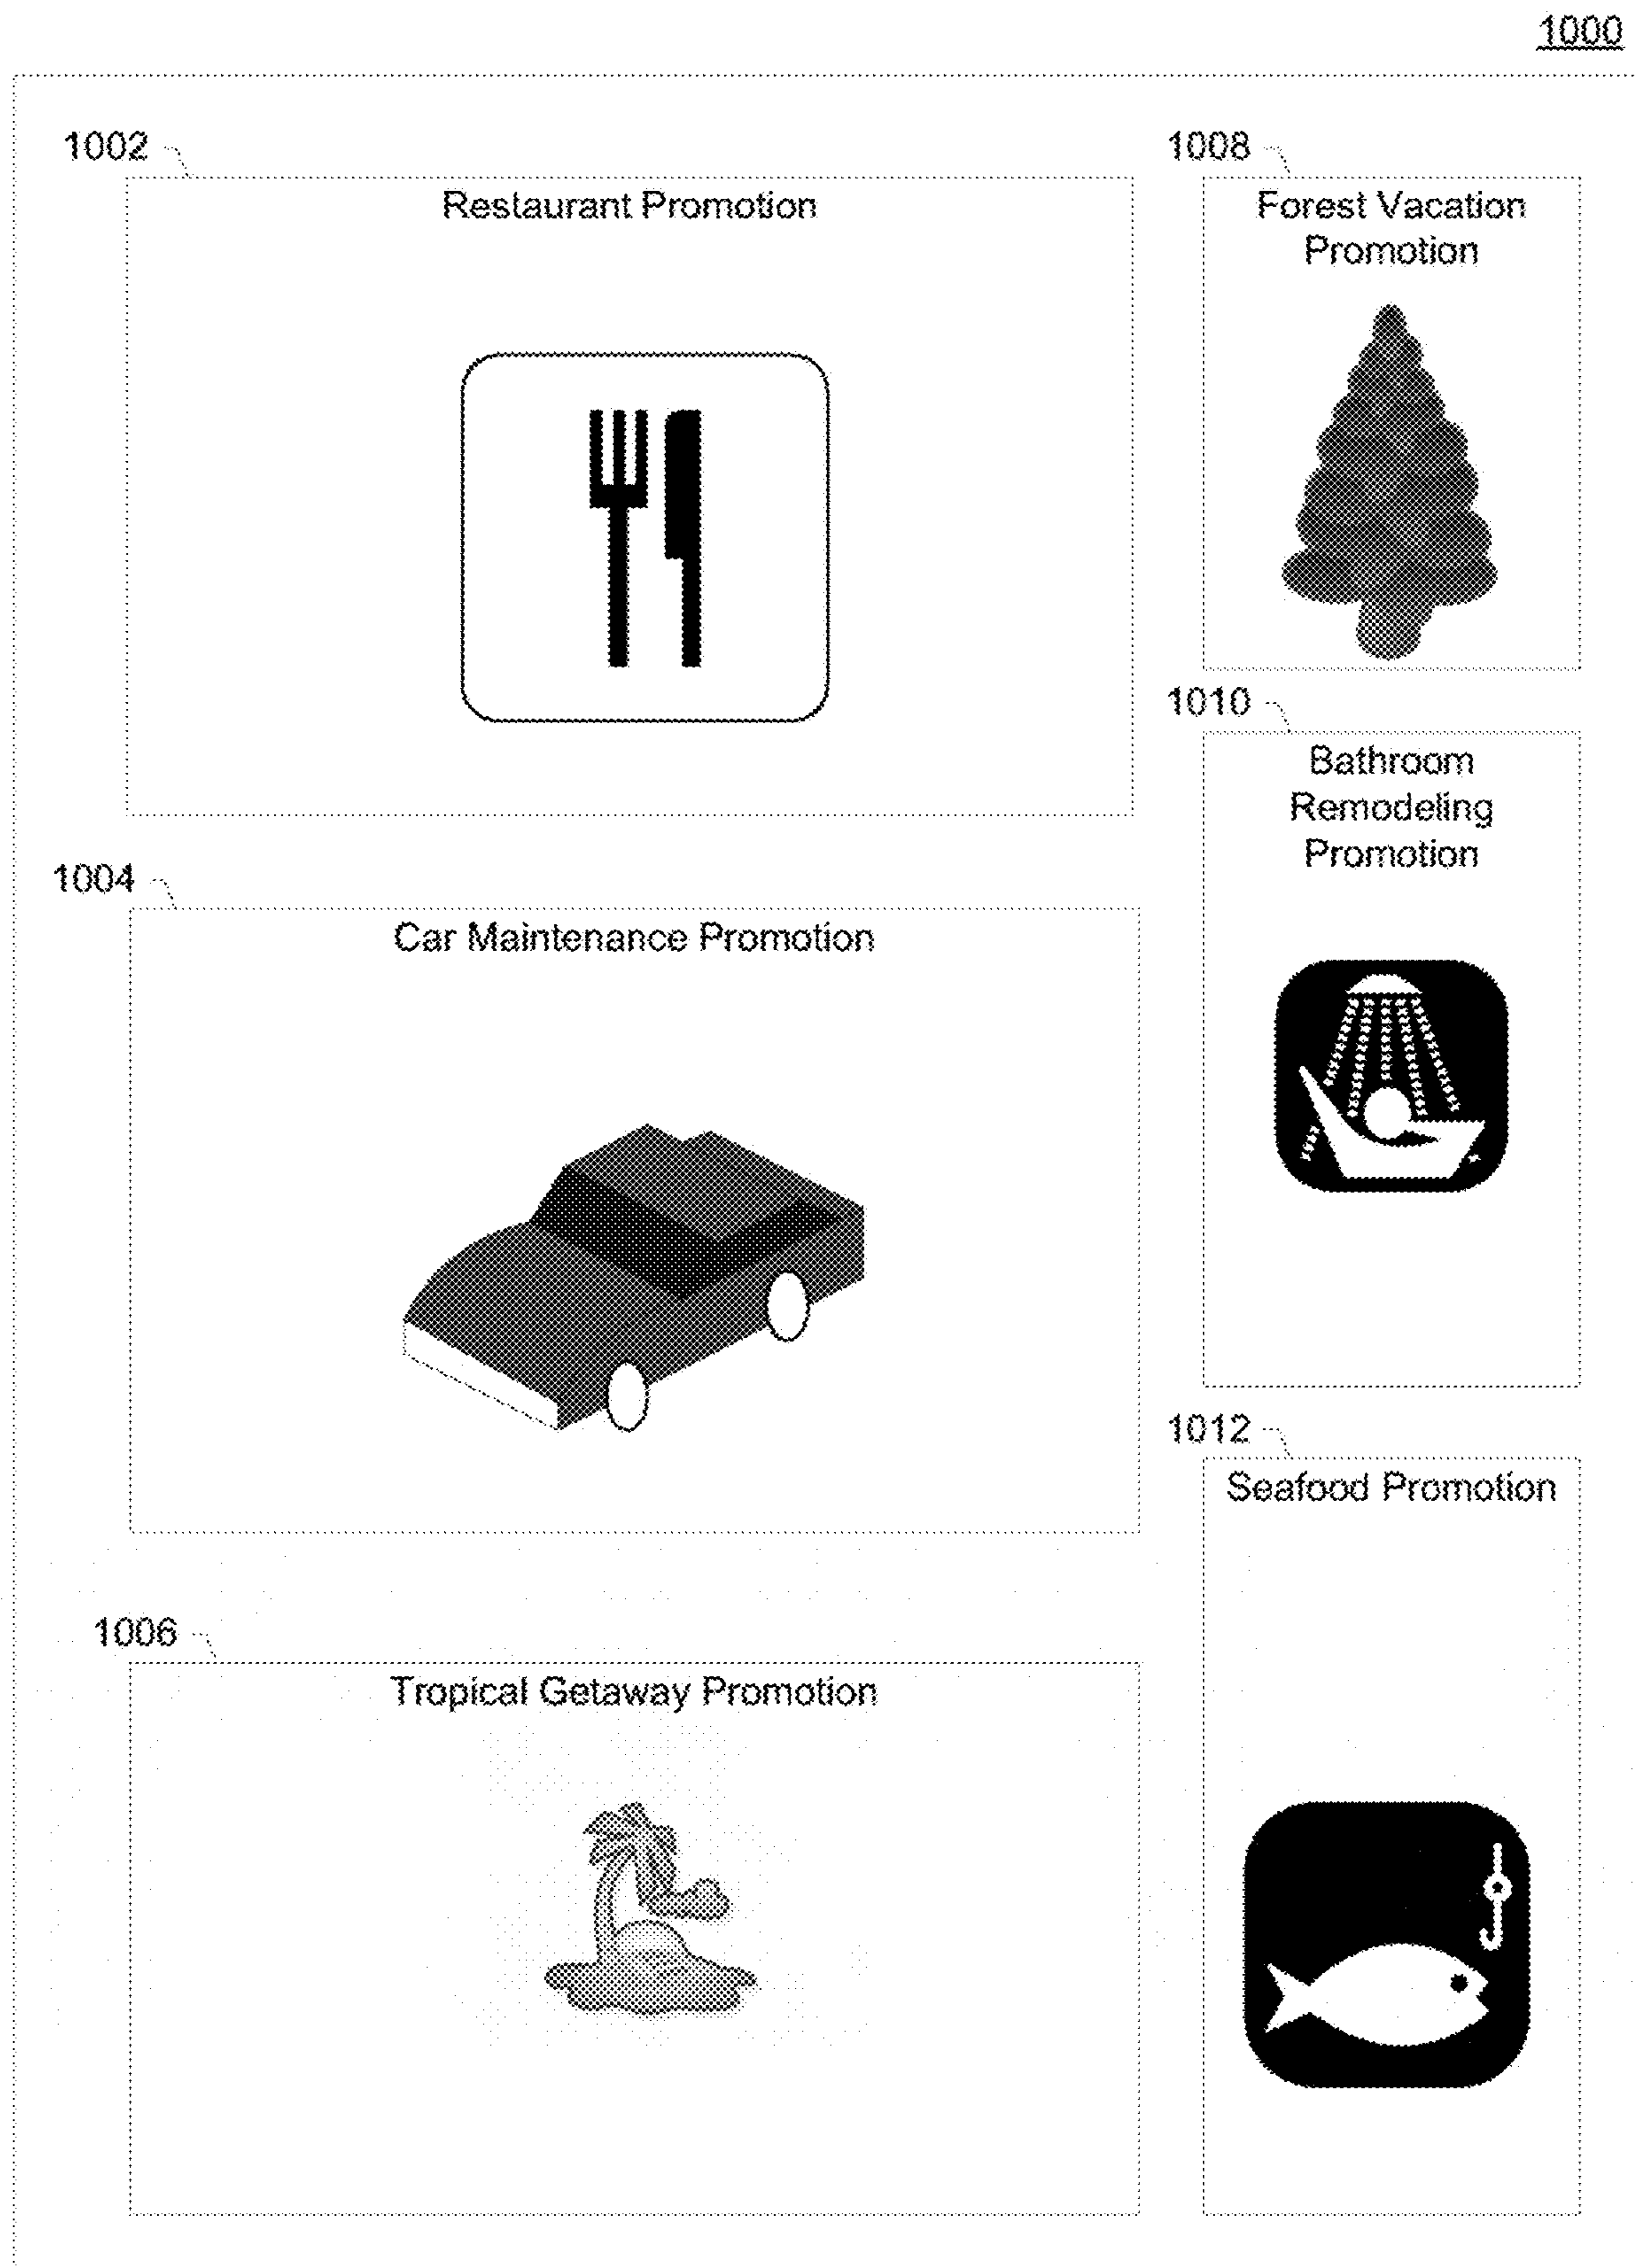 1000
1002
Restaurant Promotion
1004
Car Maintenance Promotion
1006
Tropical Getaway Promotion
1008
Forest Vacation
Promotion
1010
Bathroom
Remodeling
Promotion
1012
Seafood Promotion